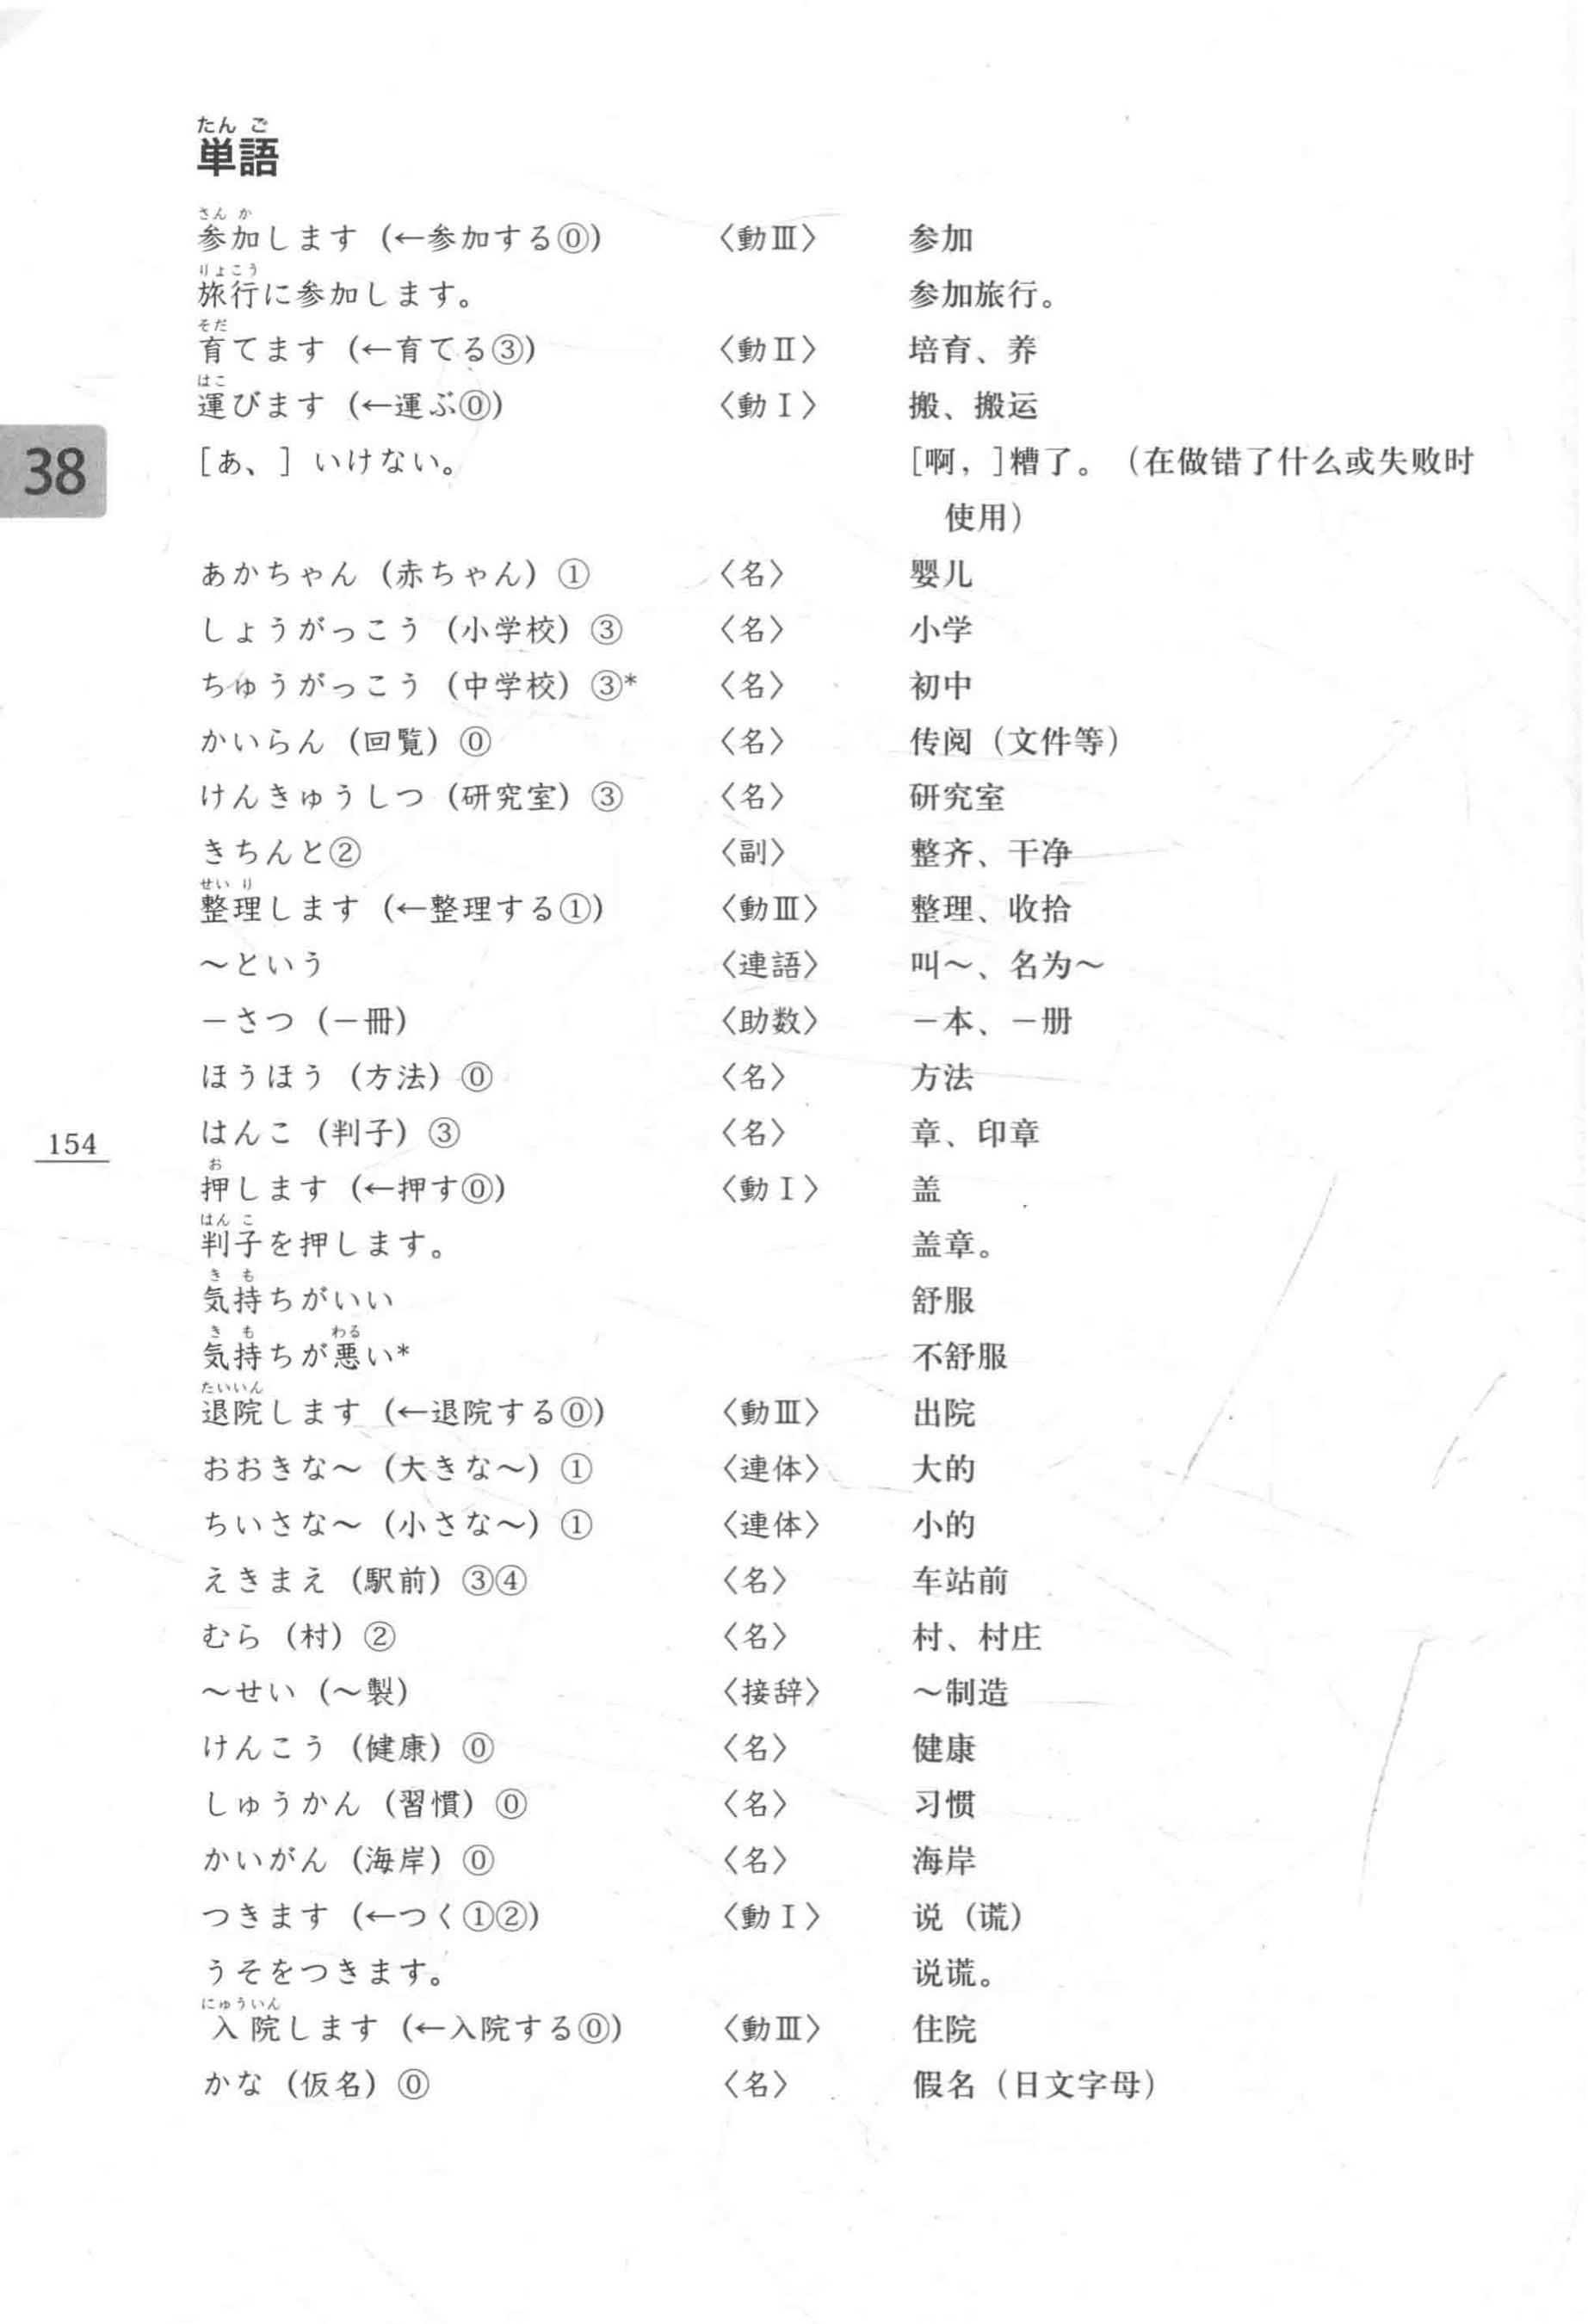 たんご
単語
さんか
参加します（←参加する⓪） 〈動Ⅲ〉 参加
りょこう
旅行に参加します。 参加旅行。
そだ
育てます（←育てる③） 〈動Ⅱ〉 培育、养
はこ
運びます（←運ぶ⓪） 〈動Ⅰ〉 搬、搬运
38
［あ、］いけない。 ［啊，］糟了。（在做错了什么或失败时
使用）
あかちゃん（赤ちゃん）① 〈名〉 婴儿
しょうがっこう（小学校）③ 〈名〉 小学
ちゅうがっこう（中学校）③* 〈名〉 初中
かいらん（回覧）⓪ 〈名〉 传阅（文件等）
けんきゅうしつ（研究室）③ 〈名〉 研究室
きちんと② 〈副〉 整齐、干净
せいり
整理します（←整理する①） 〈動Ⅲ〉 整理、收拾
～という 〈連語〉 叫～、名为～
－さつ（－冊） 〈助数〉 －本、－册
ほうほう（方法）⓪ 〈名〉 方法
はんこ（判子）③ 〈名〉 章、印章
154
お
押します（←押す⓪） 〈動Ⅰ〉 盖
はんこ
判子を押します。 盖章。
きも
気持ちがいい 舒服
きも わる
気持ちが悪い* 不舒服
たいいん
退院します（←退院する⓪） 〈動Ⅲ〉 出院
おおきな～（大きな～）① 〈連体〉 大的
ちいさな～（小さな～）① 〈連体〉 小的
えきまえ（駅前）③④ 〈名〉 车站前
むら（村）② 〈名〉 村、村庄
～せい（～製） 〈接辞〉 ～制造
けんこう（健康）⓪ 〈名〉 健康
しゅうかん（習慣）⓪ 〈名〉 习惯
かいがん（海岸）⓪ 〈名〉 海岸
つきます（←つく①②） 〈動Ⅰ〉 说（谎）
うそをつきます。 说谎。
にゅういん
入院します（←入院する⓪） 〈動Ⅲ〉 住院
かな（仮名）⓪ 〈名〉 假名（日文字母）